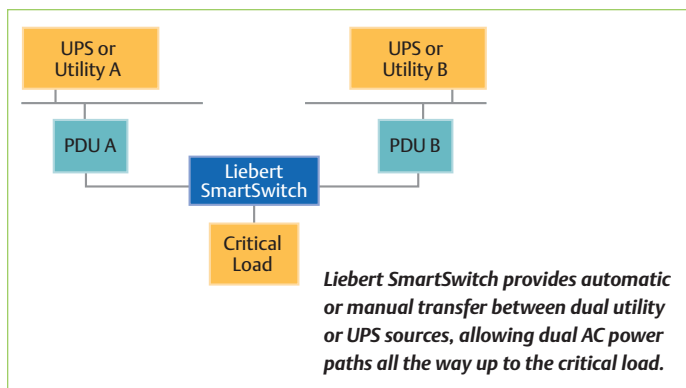 UPS or
Utility A
UPS or
Utility B
PDU A
PDU B
Liebert
SmartSwitch
Critical
Load
Liebert SmartSwitch provides automatic
or manual transfer between dual utility
or UPS sources, allowing dual AC power
paths all the way up to the critical load.